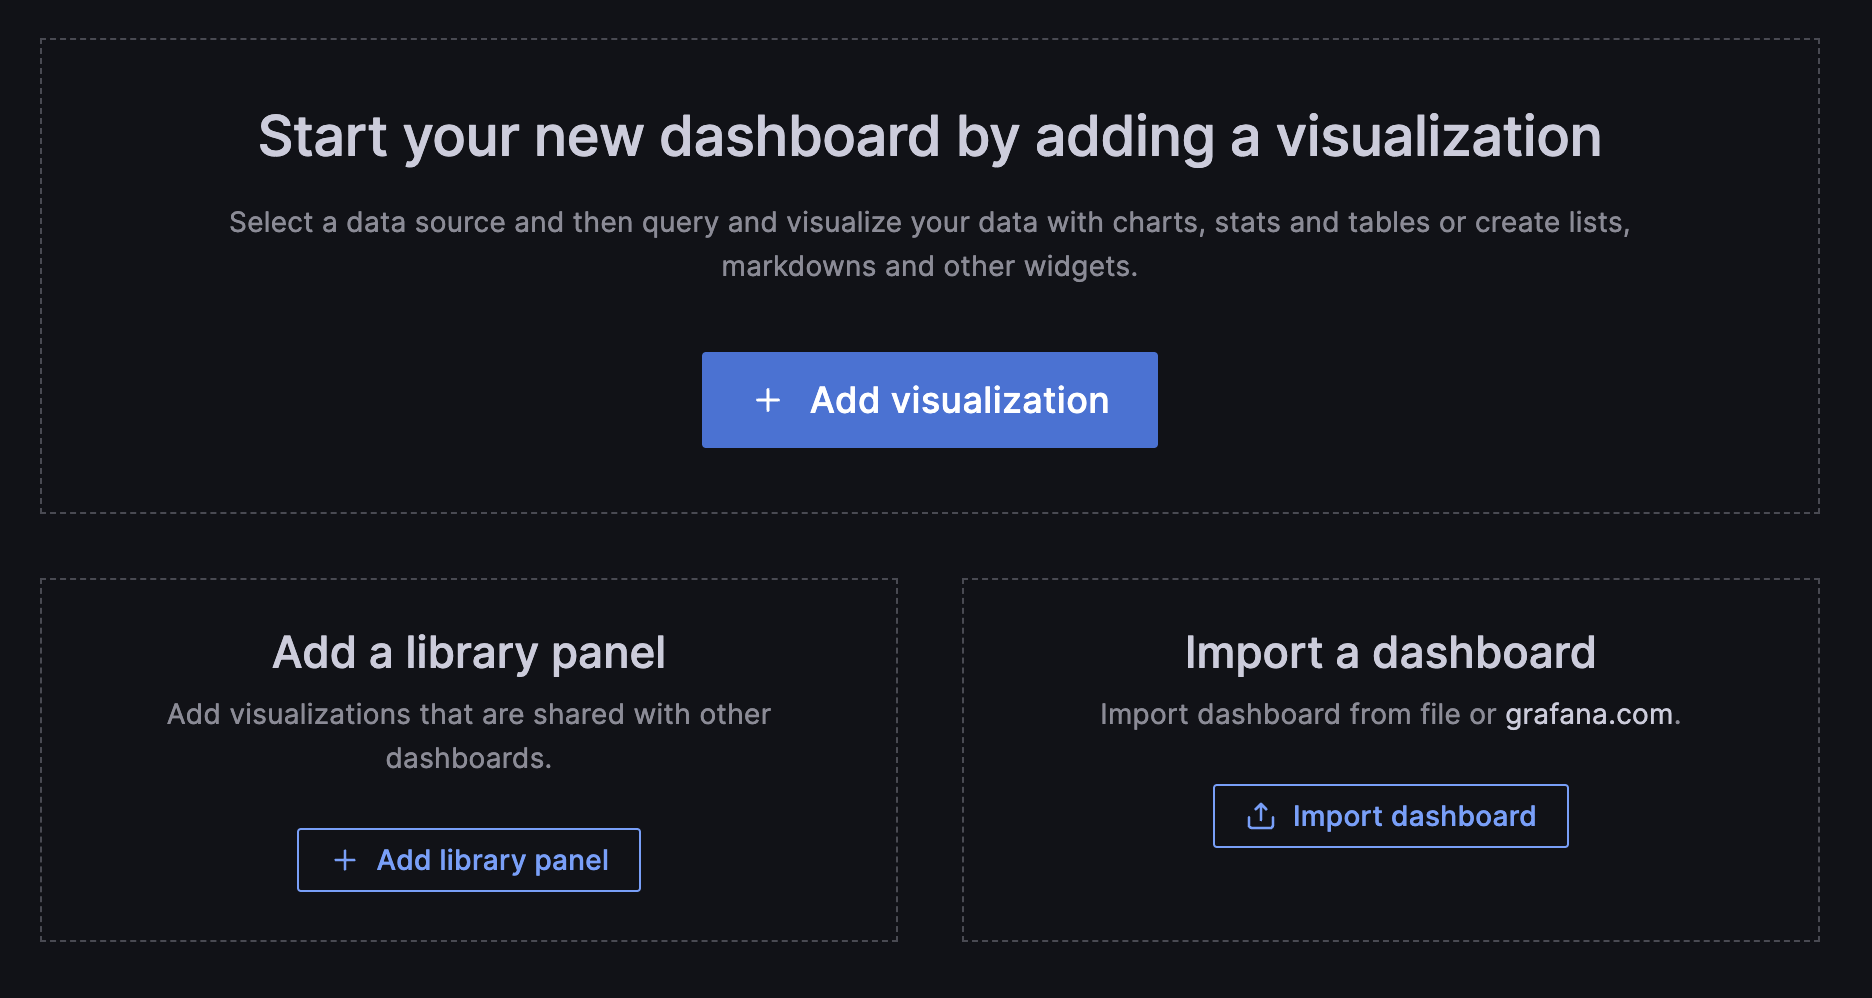 Start your new dashboard by adding a visualization
Select a data source and then query and visualize your data with charts, stats and tables or create lists,
markdowns and other widgets.
Add visualization
Add a library panel
Add visualizations that are shared with other
dashboards.
Add library panel
Import a dashboard
Import dashboard from file or grafana.com.
Import dashboard